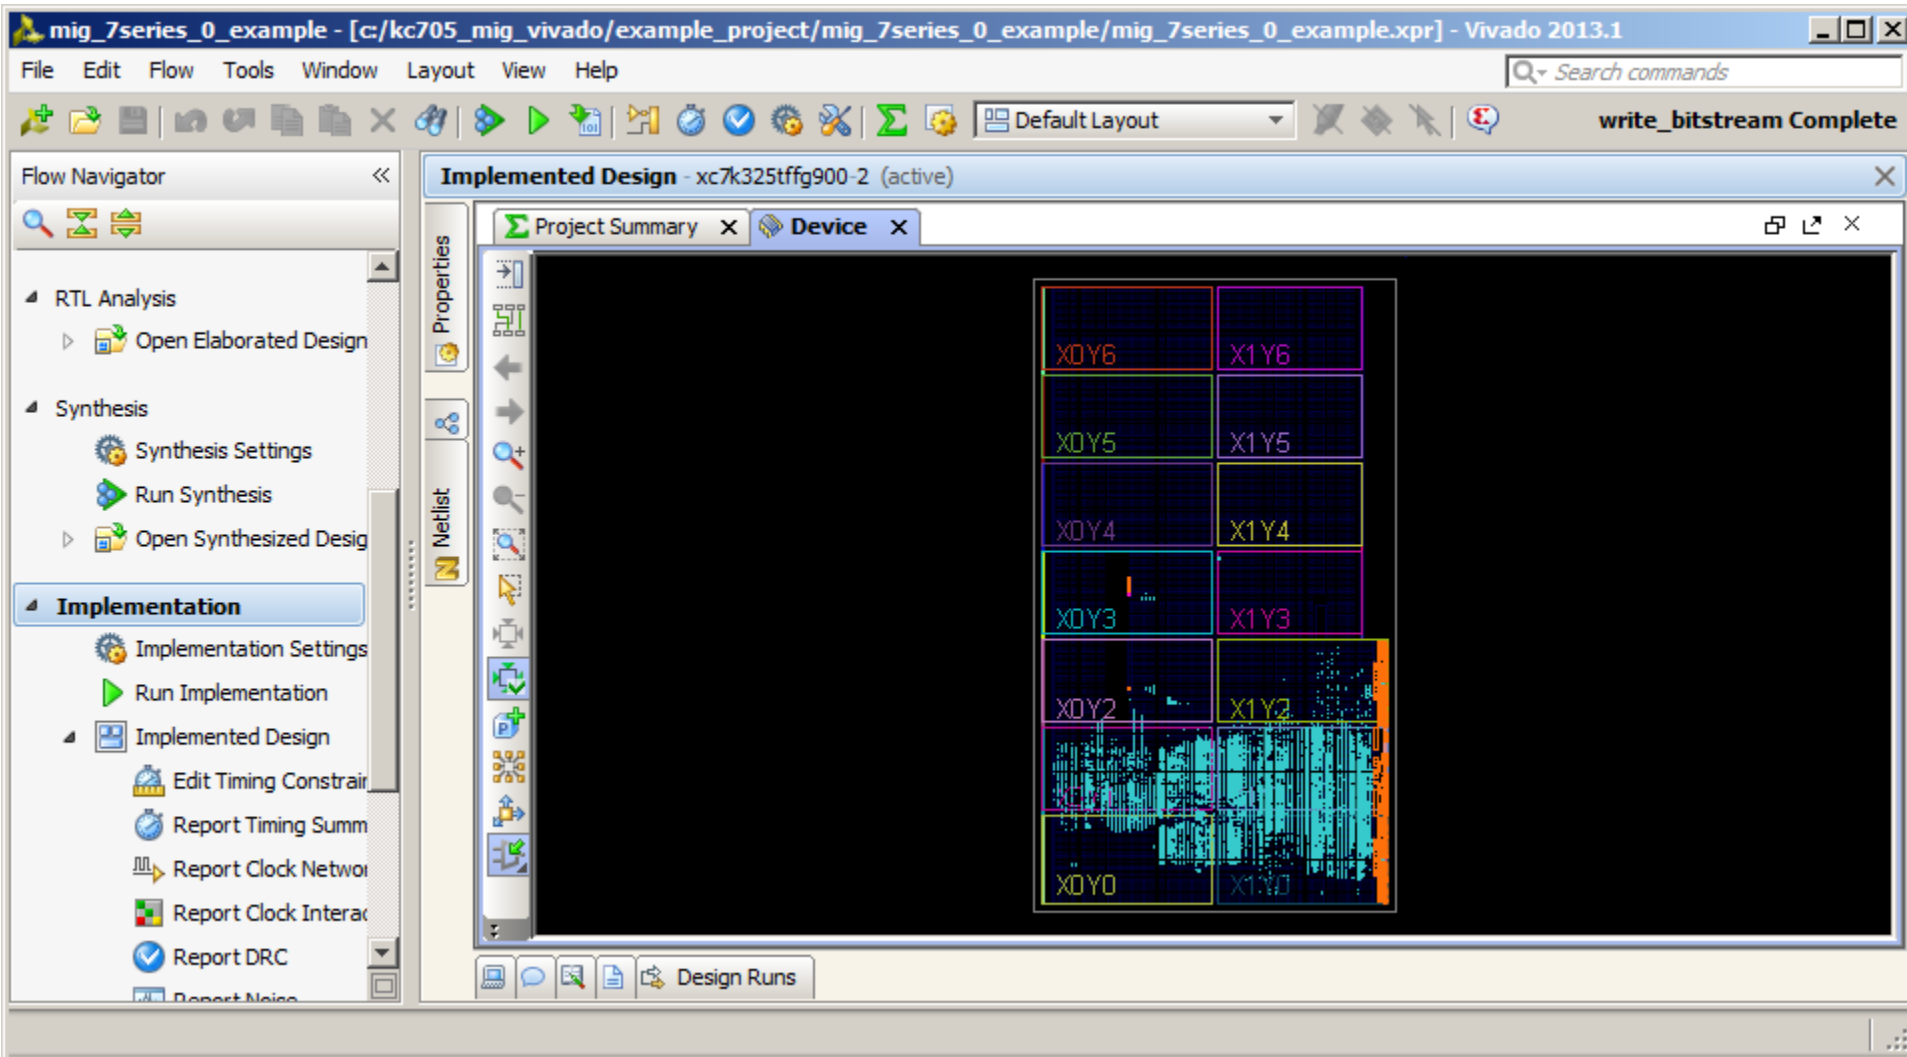 mig_7series_0_example - [c:/kc705_mig_vivado/example_project/mig_7series_0_example/mig_7series_0_example.xpr] - Vivado 2013.1
File Edit Flow Tools Window Layout View Help
Search commands
Default Layout
write_bitstream Complete
Flow Navigator
Implemented Design - xc7k325tffg900-2 (active)
Project Summary
Device
Properties
Netlist
RTL Analysis
Open Elaborated Design
Synthesis
Synthesis Settings
Run Synthesis
Open Synthesized Desig
Implementation
Implementation Settings
Run Implementation
Implemented Design
Edit Timing Constrain
Report Timing Summ
Report Clock Networ
Report Clock Interac
Report DRC
Report Noise
X0Y6 X1Y6
X0Y5 X1Y5
X0Y4 X1Y4
X0Y3 X1Y3
X0Y2 X1Y2
X0Y0 X1Y0
Design Runs